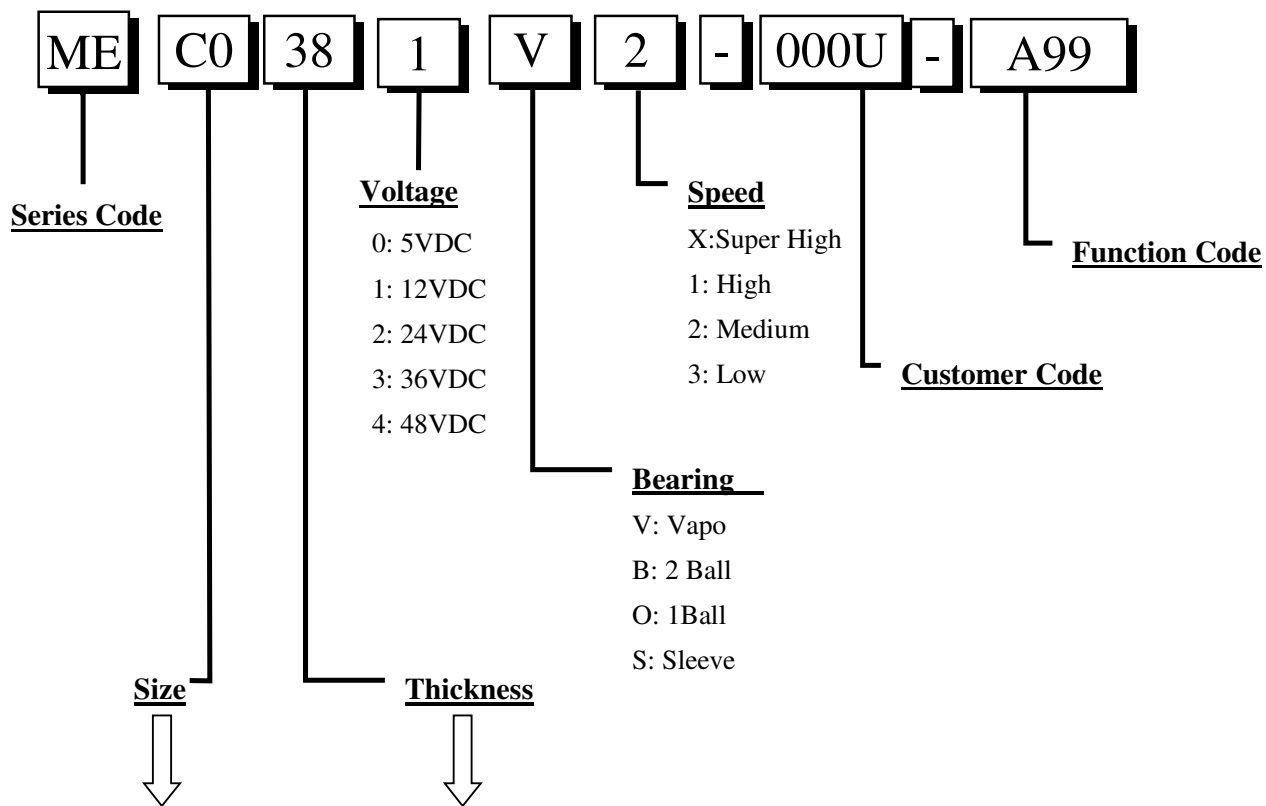 ME C0 38 1 V 2 - 000U - A99
Series Code
Voltage
0: 5VDC
1: 12VDC
2: 24VDC
3: 36VDC
4: 48VDC
Speed
X:Super High
1: High
2: Medium
3: Low
Function Code
Customer Code
Bearing
V: Vapo
B: 2 Ball
O: 1Ball
S: Sleeve
Size
Thickness